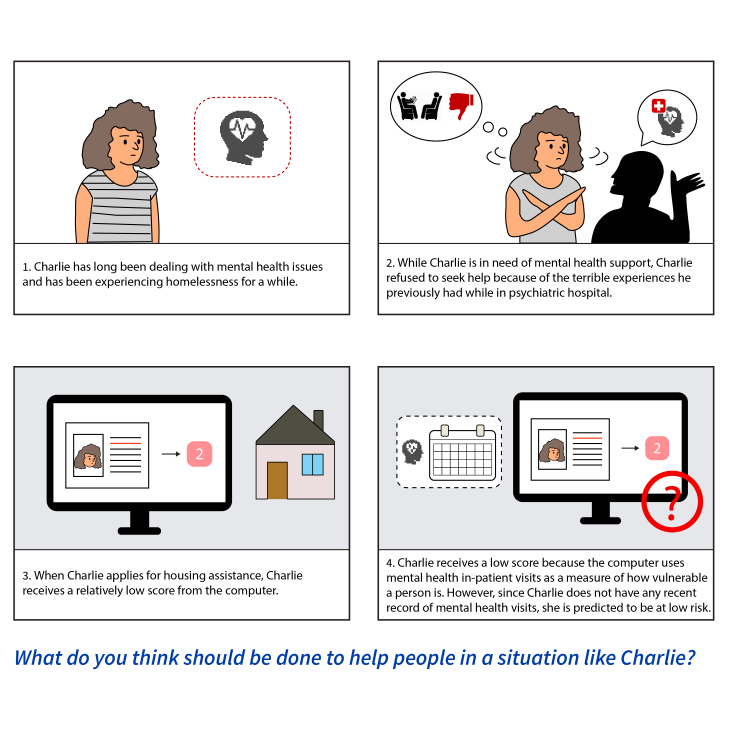 1. Charlie has long been dealing with mental health issues
and has been experiencing homelessness for a while.
2. While Charlie is in need of mental health support, Charlie
refused to seek help because of the terrible experiences he
previously had while in psychiatric hospital.
2
3. When Charlie applies for housing assistance, Charlie
receives a relatively low score from the computer.
2
?
4. Charlie receives a low score because the computer uses
mental health in-patient visits as a measure of how vulnerable
a person is. However, since Charlie does not have any recent
record of mental health visits, she is predicted to be at low risk.
What do you think should be done to help people in a situation like Charlie?